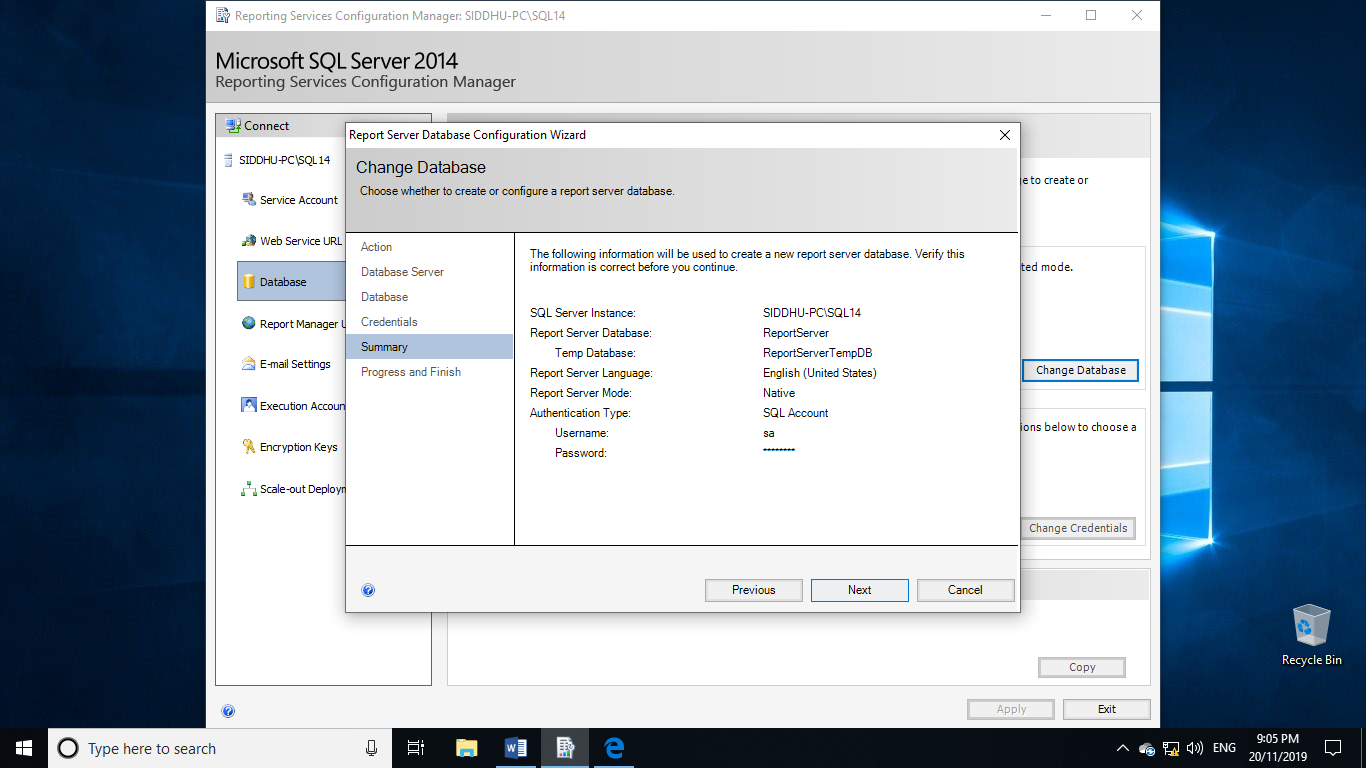 Reporting Services Configuration Manager: SIDDHU-PC\SQL14
Microsoft SQL Server 2014
Reporting Services Configuration Manager
Connect
SIDDHU-PC\SQL14
Service Account
Web Service URL
Database
Report Manager
E-mail Settings
Execution
Encryption Keys
Scale-out
Report Server Database Configuration Wizard
Change Database
Choose whether to create or configure a report server database.
Action
Database Server
Database
Credentials
Summary
Progress and Finish
The following information will be used to create a new report server database. Verify this
information is correct before you continue.
SQL Server Instance: SIDDHU-PC\SQL14
Report Server Database: ReportServer
Temp Database: ReportServerTempDB
Report Server Language: English (United States)
Report Server Mode: Native
Authentication Type: SQL Account
Username: sa
Password: ********
Previous
Next
Cancel
to create or
mode.
Change Database
below to choose a
Change Credentials
Copy
Apply
Exit
Recycle Bin
Type here to search
ENG
9:05 PM
20/11/2019